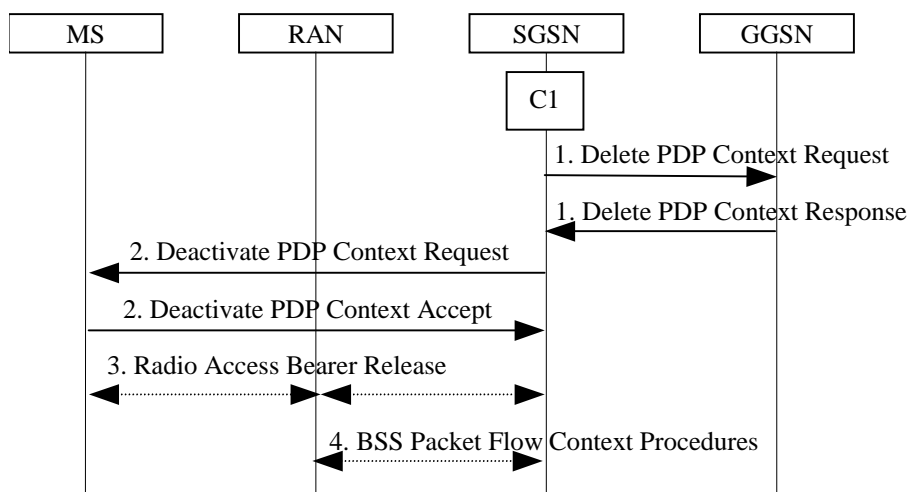 MS
RAN
SGSN
GGSN
C1
1. Delete PDP Context Request
1. Delete PDP Context Response
2. Deactivate PDP Context Request
2. Deactivate PDP Context Accept
3. Radio Access Bearer Release
4. BSS Packet Flow Context Procedures